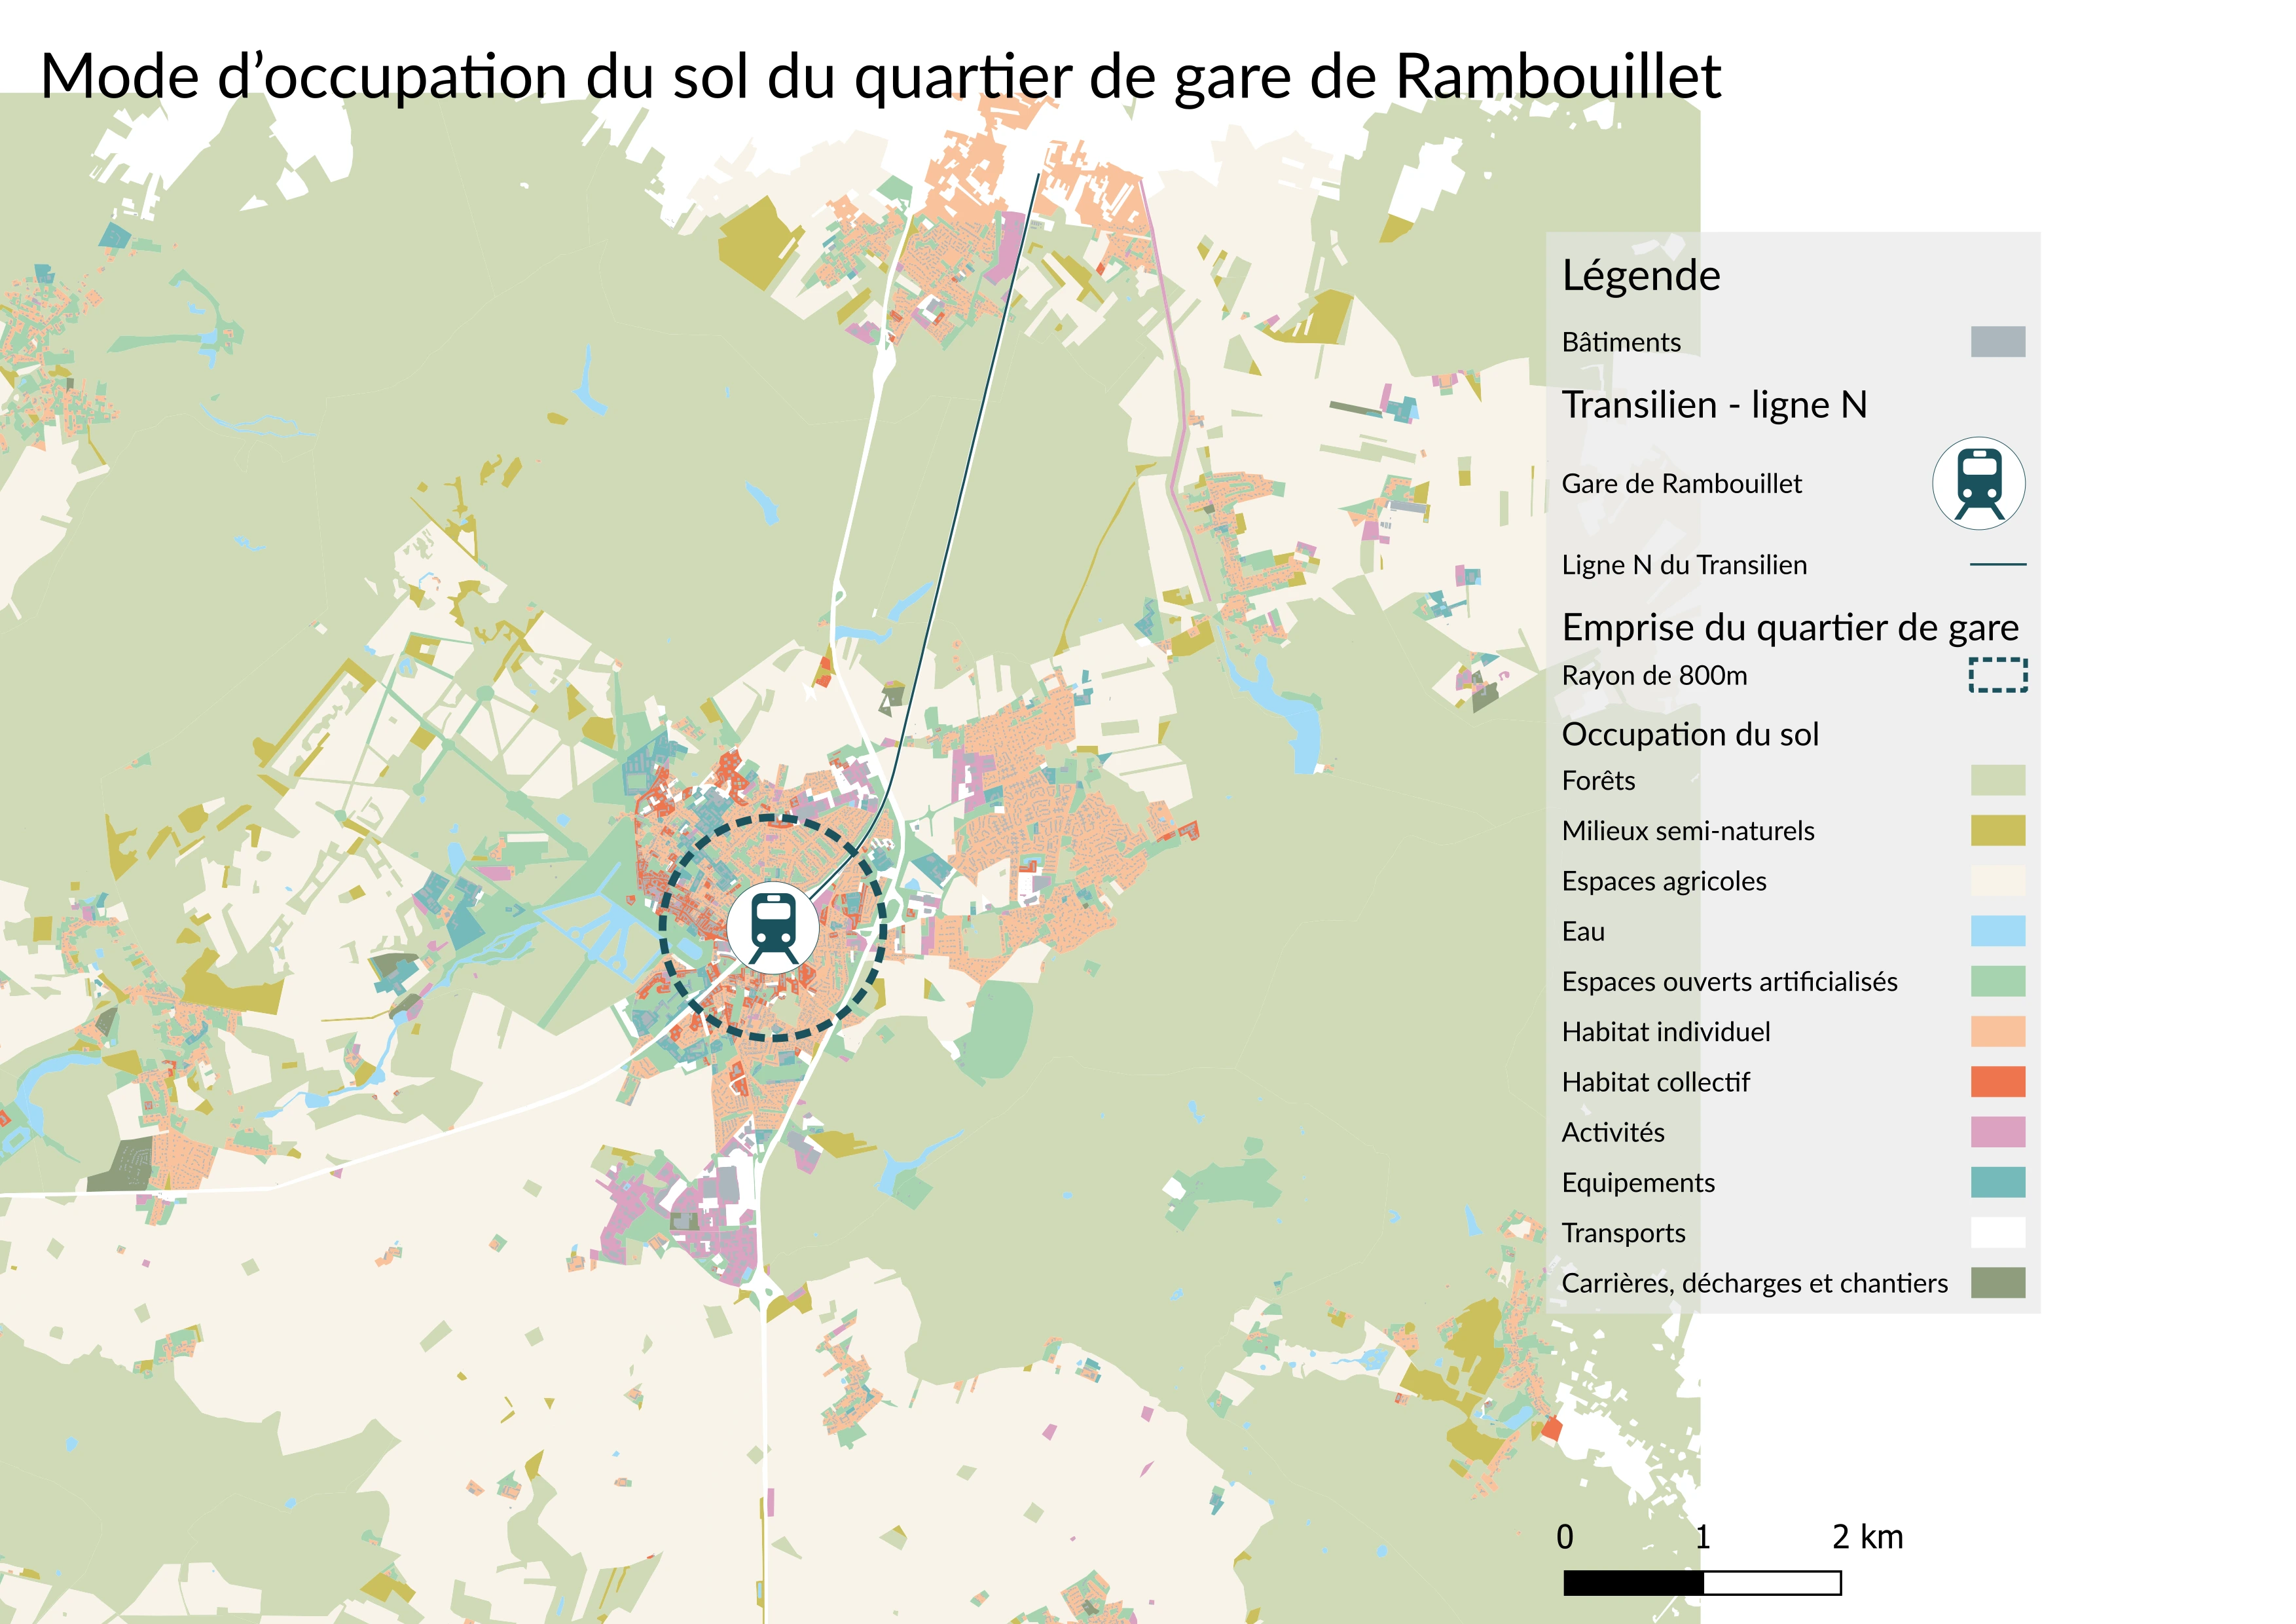 Mode d’occupation du sol du quartier de gare de Rambouillet
Légende
Bâtiments
Transilien - ligne N
Gare de Rambouillet
Ligne N du Transilien
Emprise du quartier de gare
Rayon de 800m
Occupation du sol
Forêts
Milieux semi-naturels
Espaces agricoles
Eau
Espaces ouverts artificialisés
Habitat individuel
Habitat collectif
Activités
Equipements
Transports
Carrières, décharges et chantiers
0 1 2 km